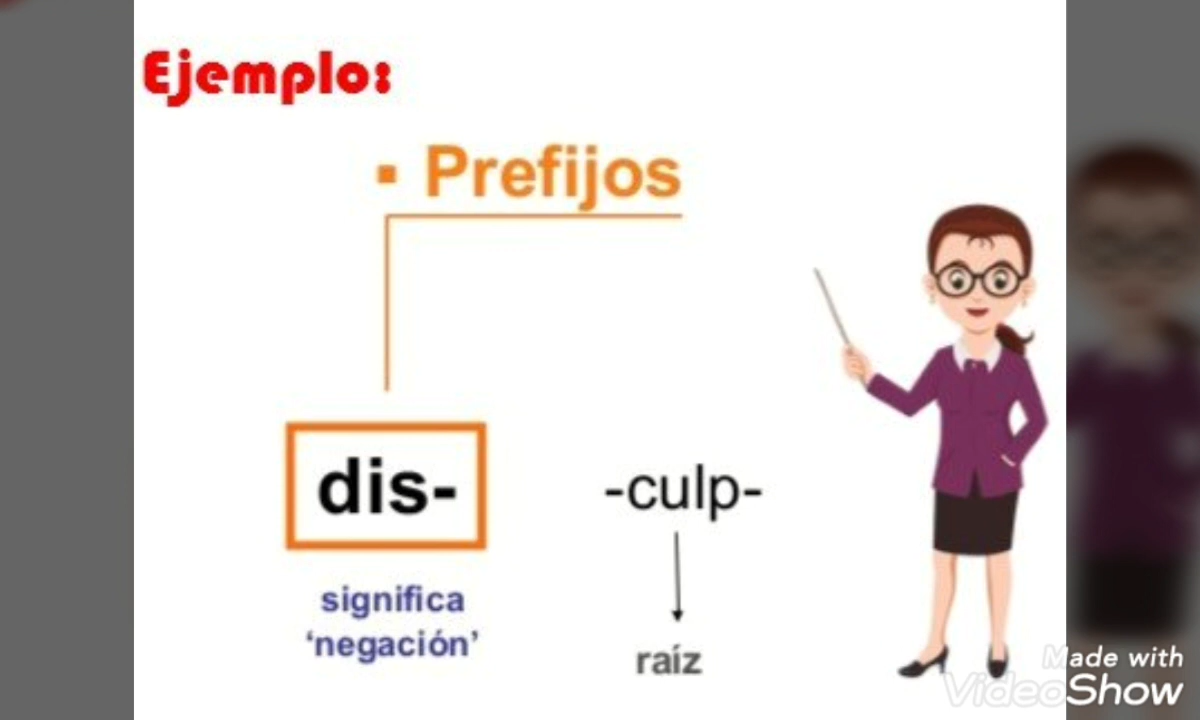 Ejemplo:
▪ Prefijos
dis-
-culp-
significa
‘negación’
raíz
Made with
VideoShow